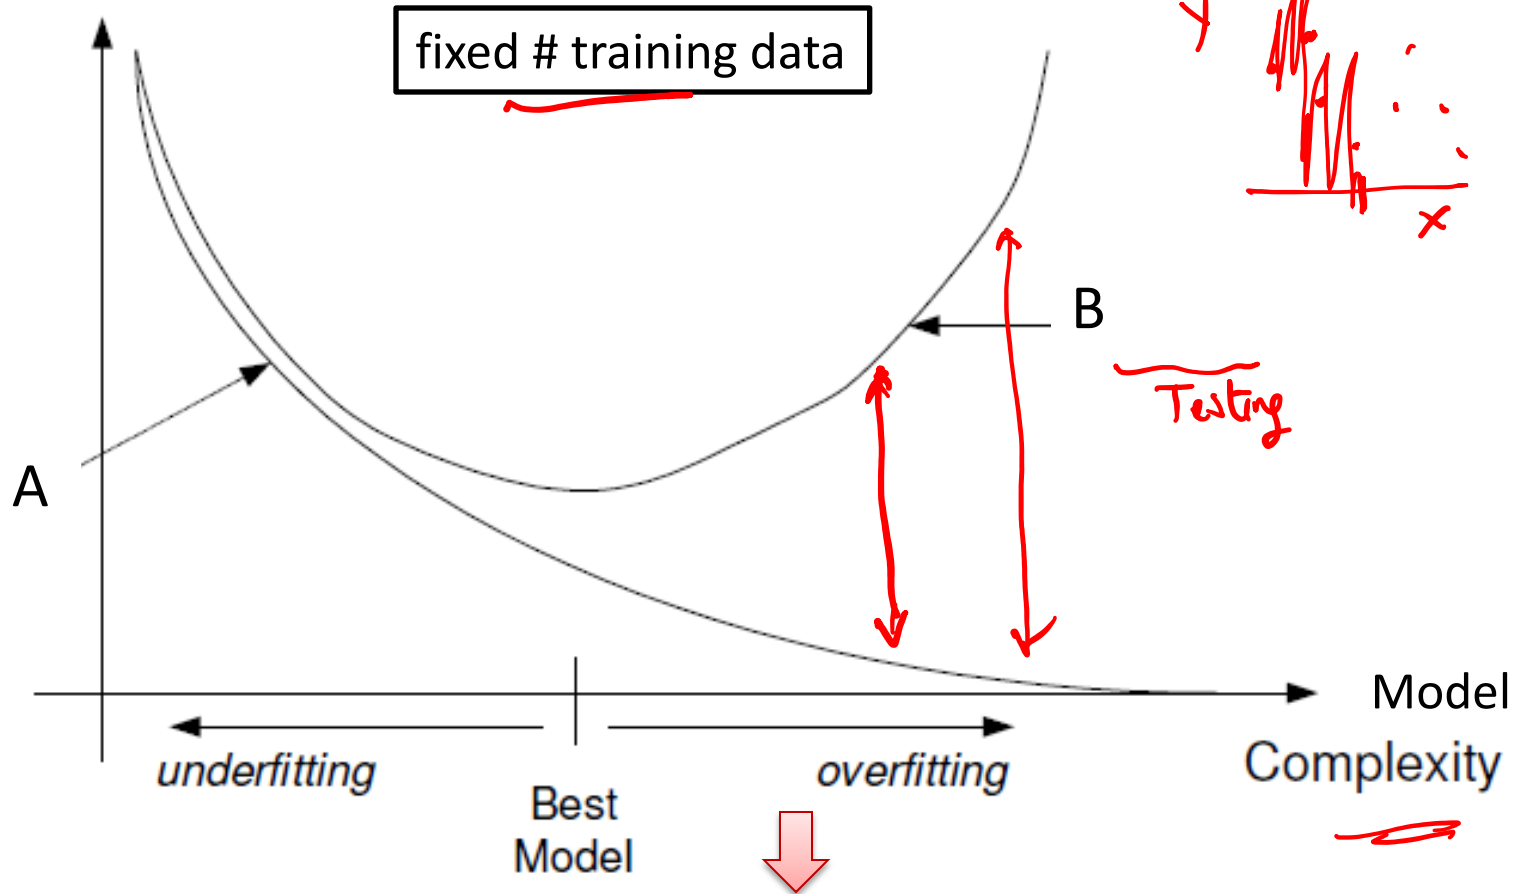 fixed # training data
y
x
B
Testing
A
Model
Complexity
underfitting
overfitting
Best
Model